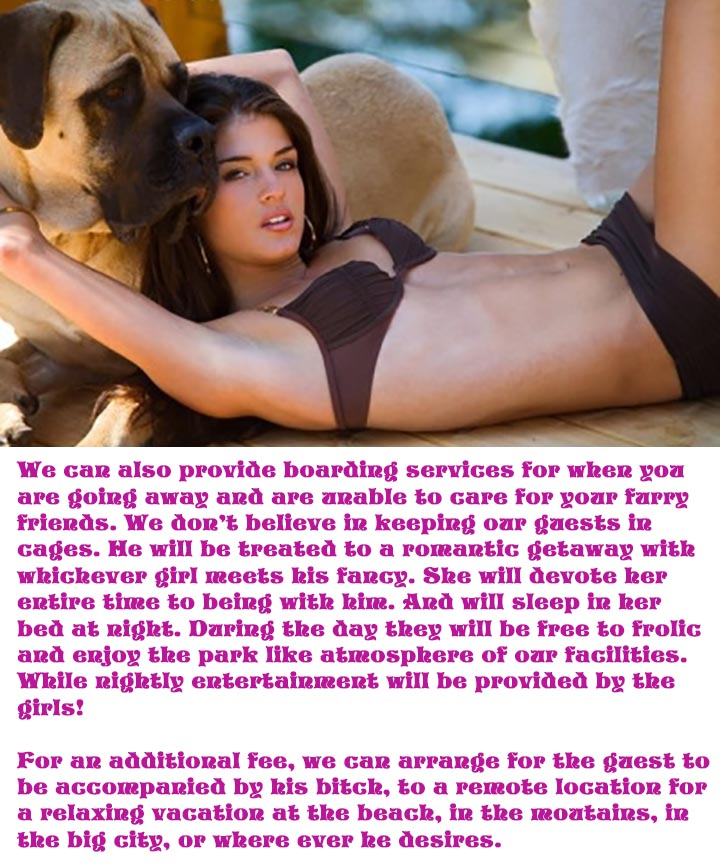 We can also provide boarding services for when you
are going away and are unable to care for your furry
friends. We don't believe in keeping our guests in
cages. He will be treated to a romantic getaway with
whichever girl meets his fancy. She will devote her
entire time to being with him. And will sleep in her
bed at night. During the day they will be free to frolic
and enjoy the park like atmosphere of our facilities.
While nightly entertainment will be provided by the
girls!
For an additional fee, we can arrange for the guest to
be accompanied by his bitch, to a remote location for
a relaxing vacation at the beach, in the moutains, in
the big city, or where ever he desires.